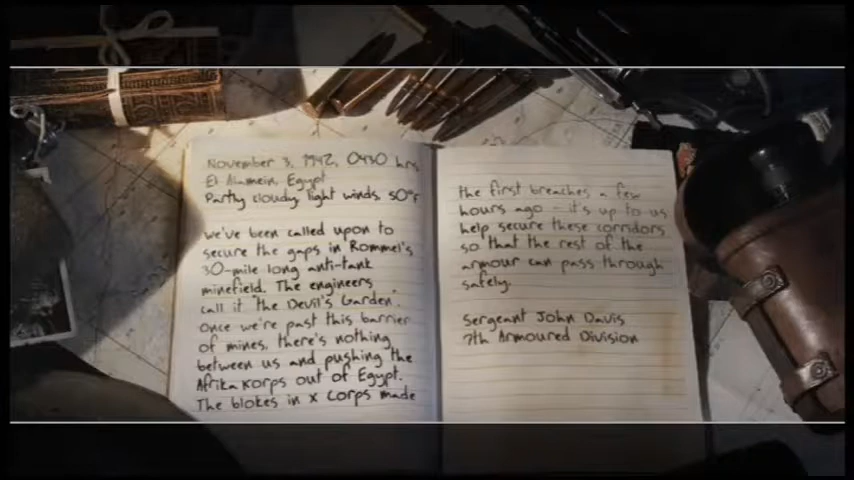 November 3, 1942, 0430 hrs
El Alamein, Egypt
Partly cloudy, light winds, 50°F
we've been called upon to
secure the gaps in Rommel's
30-mile long anti-tank
minefield. The engineers
call it "the Devil's Garden".
Once we're past this barrier
of mines, there's nothing
between us and pushing the
Afrika Korps out of Egypt.
The blokes in X Corps made
the first breaches a few
hours ago - it's up to us
help secure these corridors
so that the rest of the
armour can pass through
safely.
Sergeant John Davis
7th Armoured Division